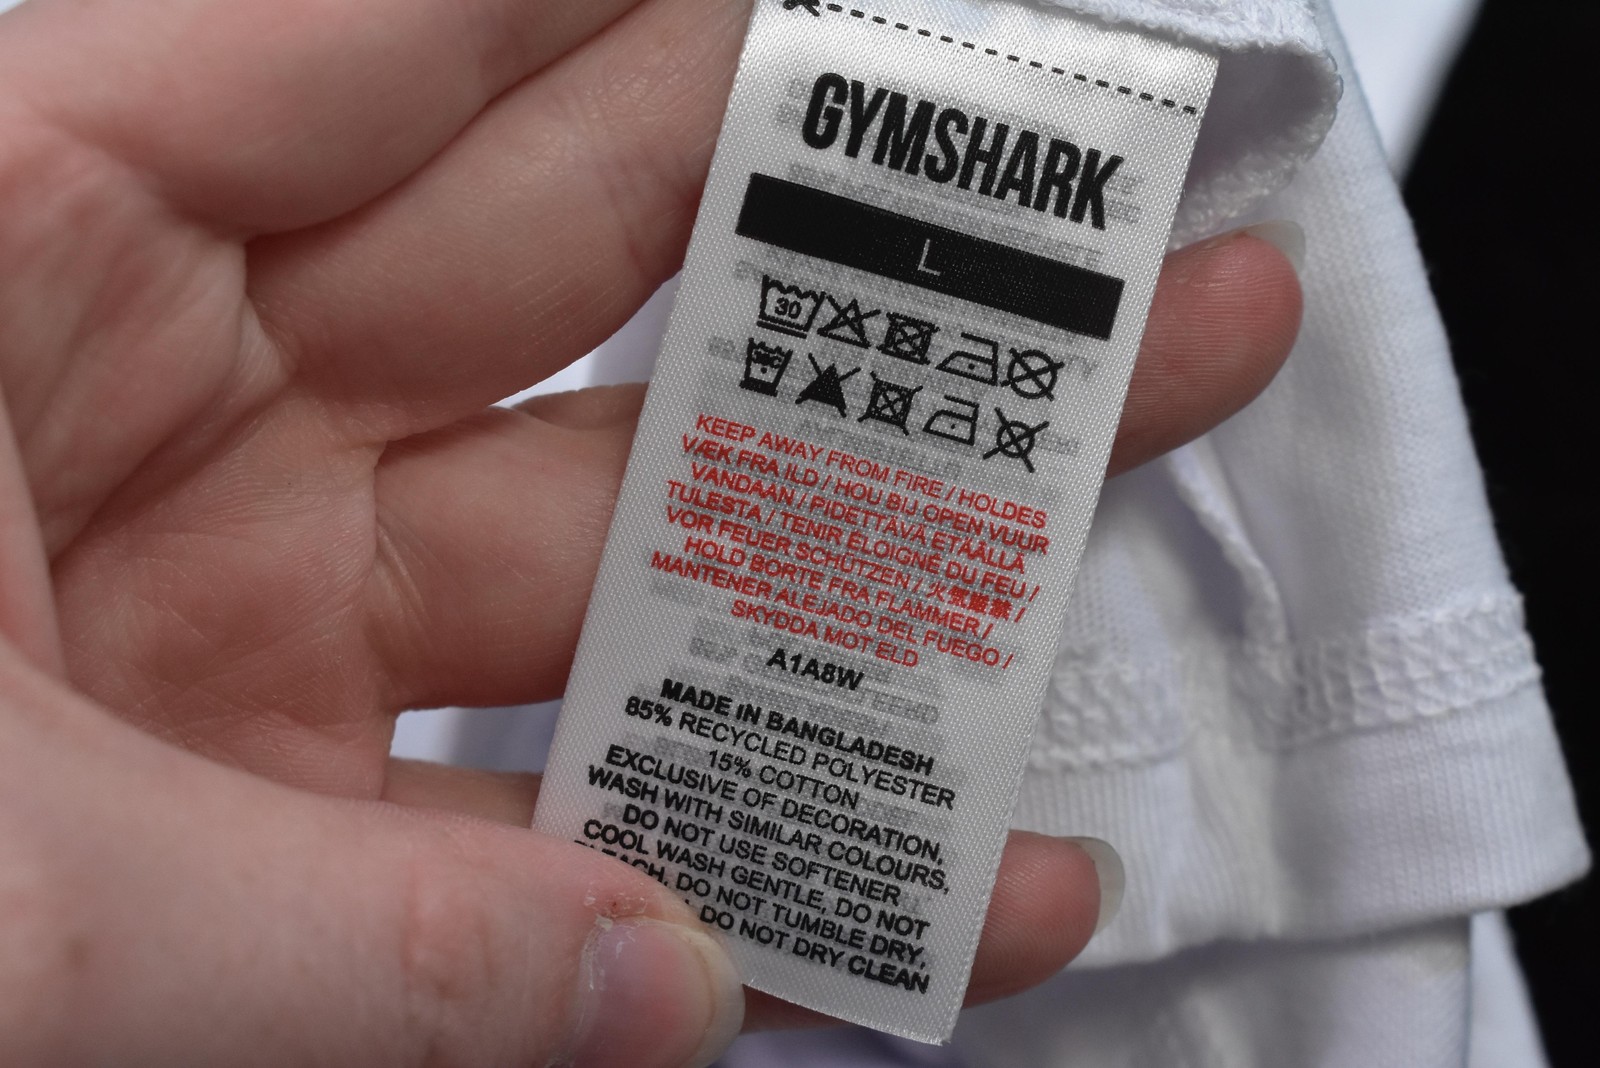 GYMSHARK
L
30
KEEP AWAY FROM FIRE / HOLDES
VÆK FRA ILD / HOU BIJ OPEN VUUR
VANDAAN / PIDETTÄVÄ ETÄÄLLÄ
TULESTA / TENIR ÉLOIGNÉ DU FEU /
VOR FEUER SCHÜTZEN / 火気厳禁 /
HOLD BORTE FRA FLAMMER /
MANTENER ALEJADO DEL FUEGO /
SKYDDA MOT ELD
A1A8W
MADE IN BANGLADESH
85% RECYCLED POLYESTER
15% COTTON
EXCLUSIVE OF DECORATION,
WASH WITH SIMILAR COLOURS,
DO NOT USE SOFTENER
COOL WASH GENTLE, DO NOT
BLEACH, DO NOT TUMBLE DRY,
DO NOT DRY CLEAN